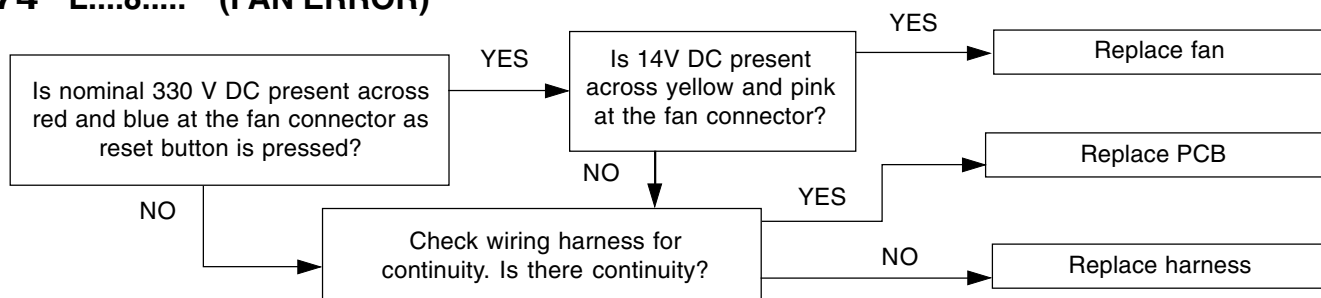 (FAN ERROR)
Is nominal 330 V DC present across
red and blue at the fan connector as
reset button is pressed?
YES
Is 14V DC present
across yellow and pink
at the fan connector?
YES
Replace fan
NO
NO
Check wiring harness for
continuity. Is there continuity?
YES
Replace PCB
NO
Replace harness